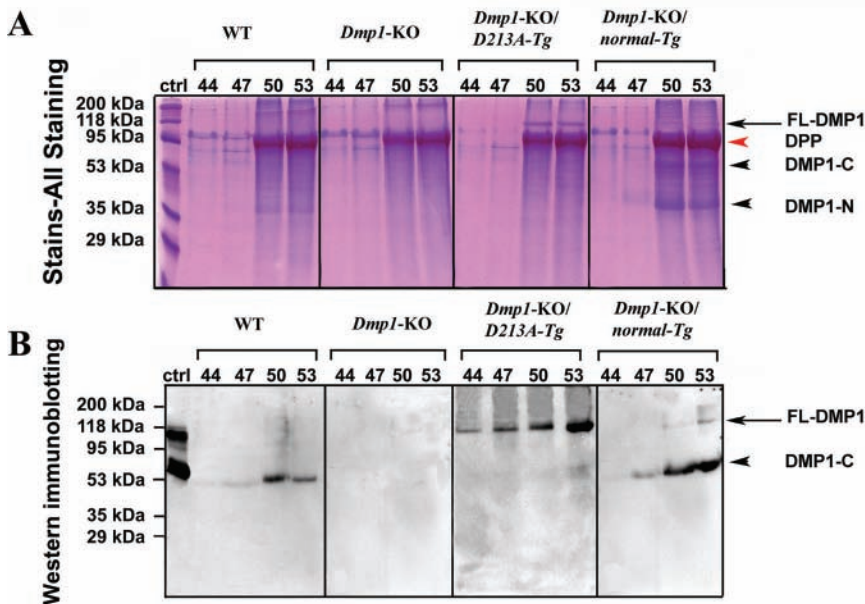 A
WT
Dmp1-KO
Dmp1-KO/
D213A-Tg
Dmp1-KO/
normal-Tg
ctrl 44 47 50 53 44 47 50 53 44 47 50 53 44 47 50 53
Stains-All Staining
200 kDa
118 kDa
95 kDa
53 kDa
35 kDa
29 kDa
FL-DMP1
DPP
DMP1-C
DMP1-N
B
WT
Dmp1-KO
Dmp1-KO/
D213A-Tg
Dmp1-KO/
normal-Tg
ctrl 44 47 50 53 44 47 50 53 44 47 50 53 44 47 50 53
Western immunoblotting
200 kDa
118 kDa
95 kDa
53 kDa
35 kDa
29 kDa
FL-DMP1
DMP1-C